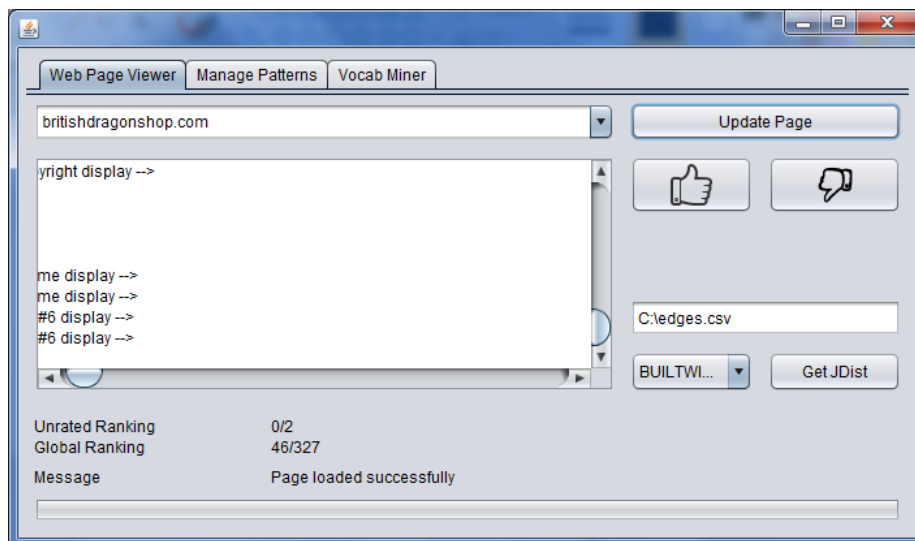 Web Page Viewer Manage Patterns Vocab Miner
britishdragonshop.com Update Page
yright display -->
me display -->
me display -->
#6 display -->
#6 display -->
C:\edges.csv
BUILTWI... Get JDist
Unrated Ranking 0/2
Global Ranking 46/327
Message Page loaded successfully